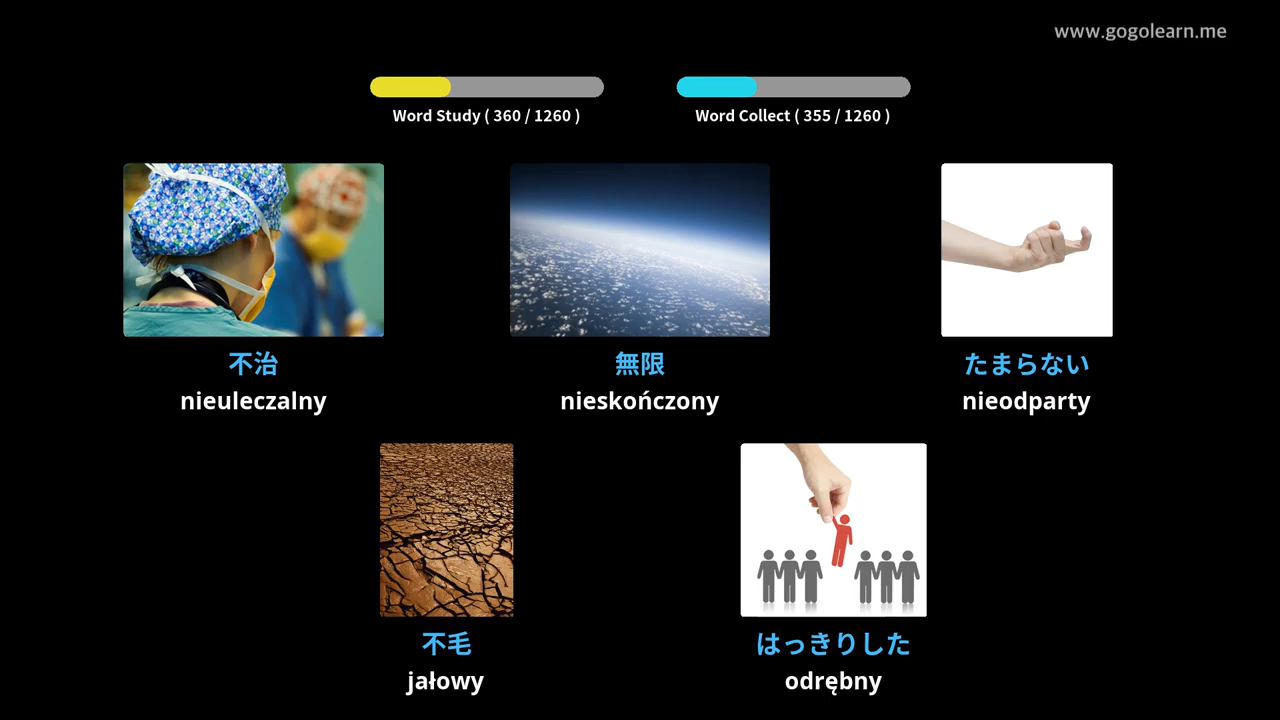 www.gogolearn.me
Word Study ( 360 / 1260 )
Word Collect ( 355 / 1260 )
不治
nieuleczalny
無限
nieskończony
たまらない
nieodparty
不毛
jałowy
はっきりした
odrębny